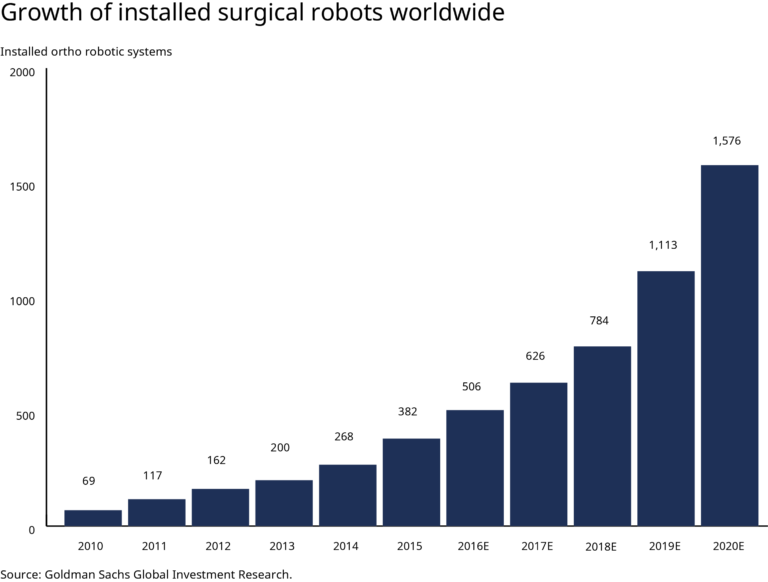 Growth of installed surgical robots worldwide
Installed ortho robotic systems
2000
1500
1000
500
0
69
117
162
200
268
382
506
626
784
1,113
1,576
2010
2011
2012
2013
2014
2015
2016E
2017E
2018E
2019E
2020E
Source: Goldman Sachs Global Investment Research.